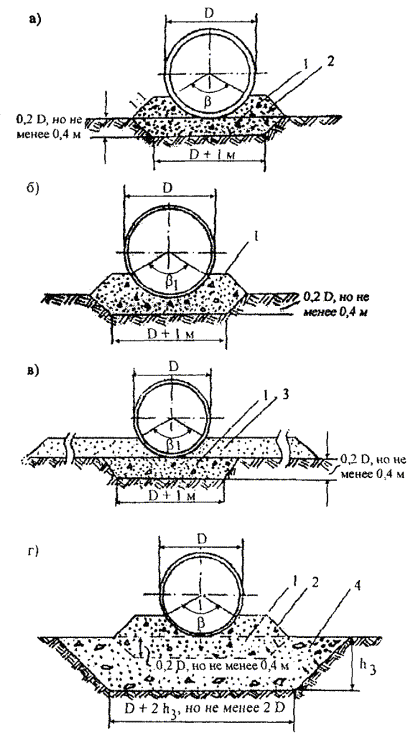 а)
D
1 2
1:1
β
0,2 D, но не
менее 0,4 м
D + 1 м
б)
D
1
β1
0,2 D, но не
менее 0,4 м
D + 1 м
в)
D
1 3
β1
0,2 D, но не
менее 0,4 м
D + 1 м
г)
D
1 2 4
β
0,2 D, но не менее 0,4 м
h3
D + 2 h3, но не менее 2 D